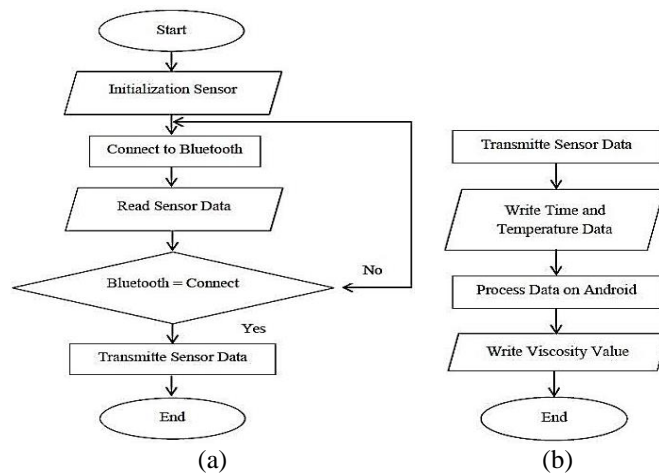 Start
Initialization Sensor
Connect to Bluetooth
Read Sensor Data
Bluetooth = Connect
No
Yes
Transmitte Sensor Data
End
(a)
Transmitte Sensor Data
Write Time and
Temperature Data
Process Data on Android
Write Viscosity Value
End
(b)